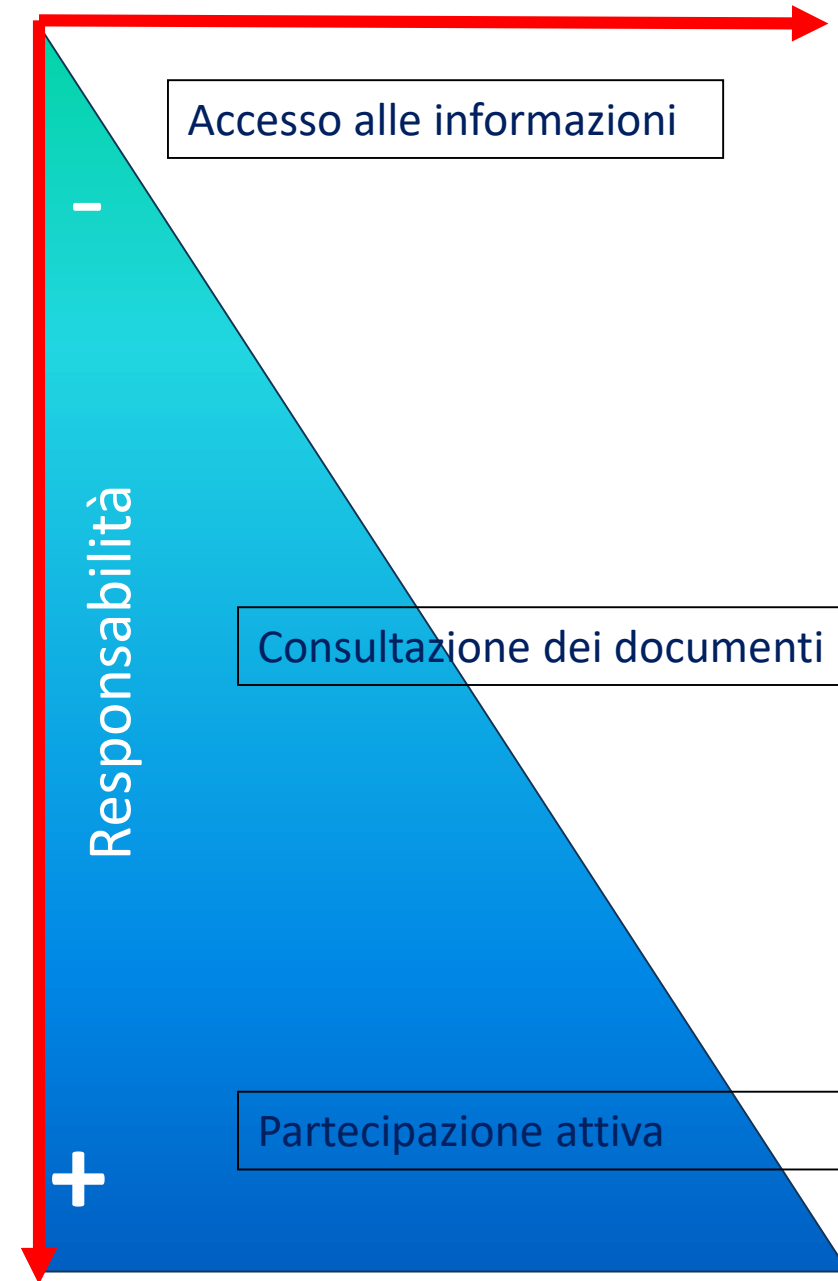 Accesso alle informazioni
-
Responsabilità
Consultazione dei documenti
Partecipazione attiva
+